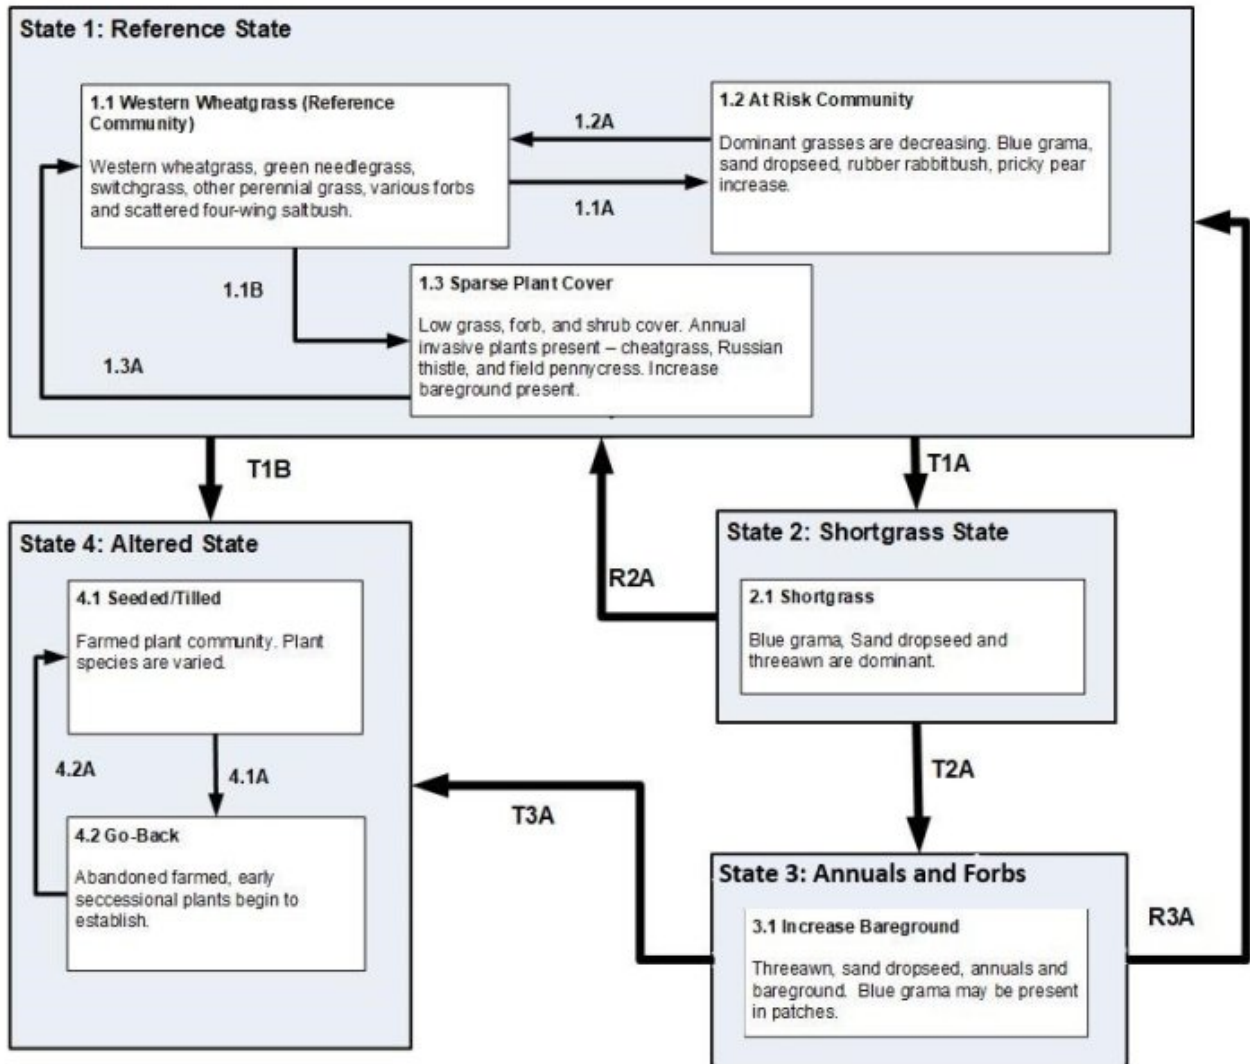 State 1: Reference State
1.1 Western Wheatgrass (Reference
Community)
Western wheatgrass, green needlegrass,
switchgrass, other perennial grass, various forbs
and scattered four-wing saltbush.
1.2A
1.1A
1.2 At Risk Community
Dominant grasses are decreasing. Blue grama,
sand dropseed, rubber rabbitbush, pricky pear
increase.
1.1B
1.3 Sparse Plant Cover
Low grass, forb, and shrub cover. Annual
invasive plants present – cheatgrass, Russian
thistle, and field pennycress. Increase
bareground present.
1.3A
T1B
T1A
R2A
State 4: Altered State
4.1 Seeded/Tilled
Farmed plant community. Plant
species are varied.
4.2A
4.1A
4.2 Go-Back
Abandoned farmed, early
seccessional plants begin to
establish.
State 2: Shortgrass State
2.1 Shortgrass
Blue grama, Sand dropseed and
threeawn are dominant.
T2A
T3A
State 3: Annuals and Forbs
3.1 Increase Bareground
Threeawn, sand dropseed, annuals and
bareground. Blue grama may be present
in patches.
R3A